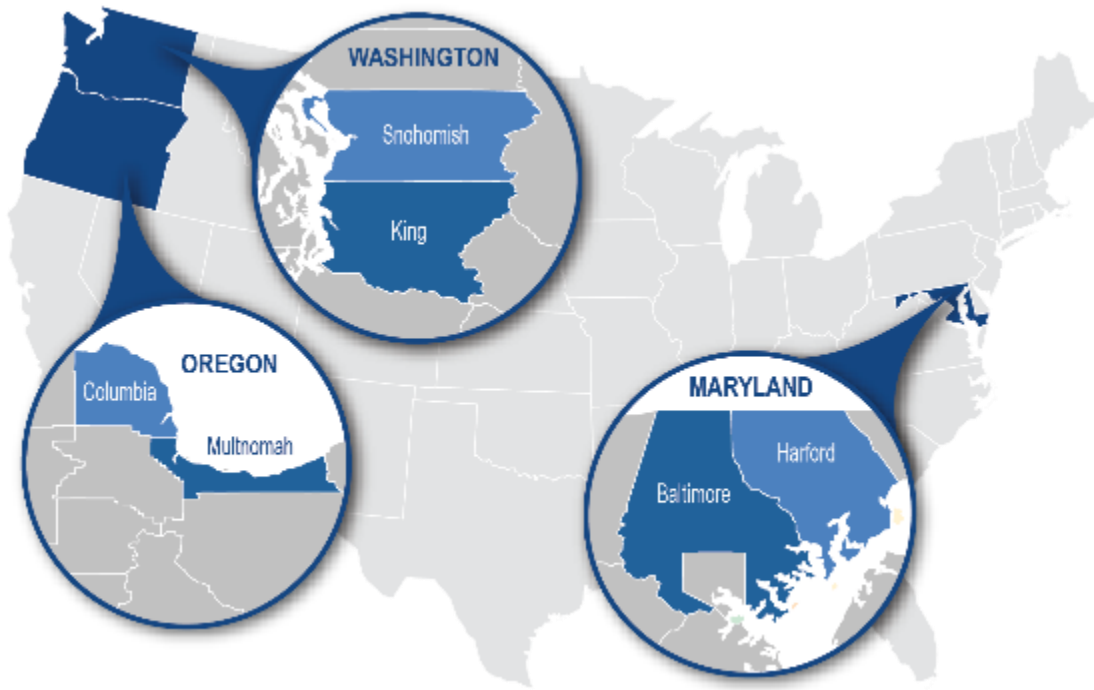 WASHINGTON
Snohomish
King
OREGON
Columbia
Multnomah
MARYLAND
Harford
Baltimore